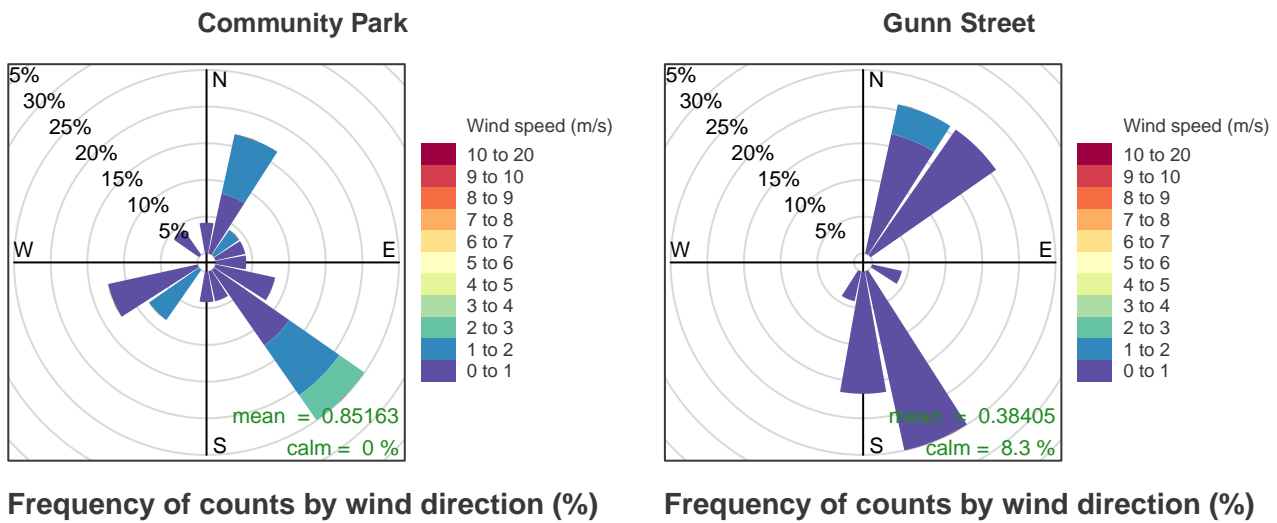 Community Park
5%
30%
25%
20%
15%
10%
5%
N
W
E
S
mean = 0.85163
calm = 0 %
Wind speed (m/s)
10 to 20
9 to 10
8 to 9
7 to 8
6 to 7
5 to 6
4 to 5
3 to 4
2 to 3
1 to 2
0 to 1
Frequency of counts by wind direction (%)
Gunn Street
5%
30%
25%
20%
15%
10%
5%
N
W
E
S
mean = 0.38405
calm = 8.3 %
Wind speed (m/s)
10 to 20
9 to 10
8 to 9
7 to 8
6 to 7
5 to 6
4 to 5
3 to 4
2 to 3
1 to 2
0 to 1
Frequency of counts by wind direction (%)